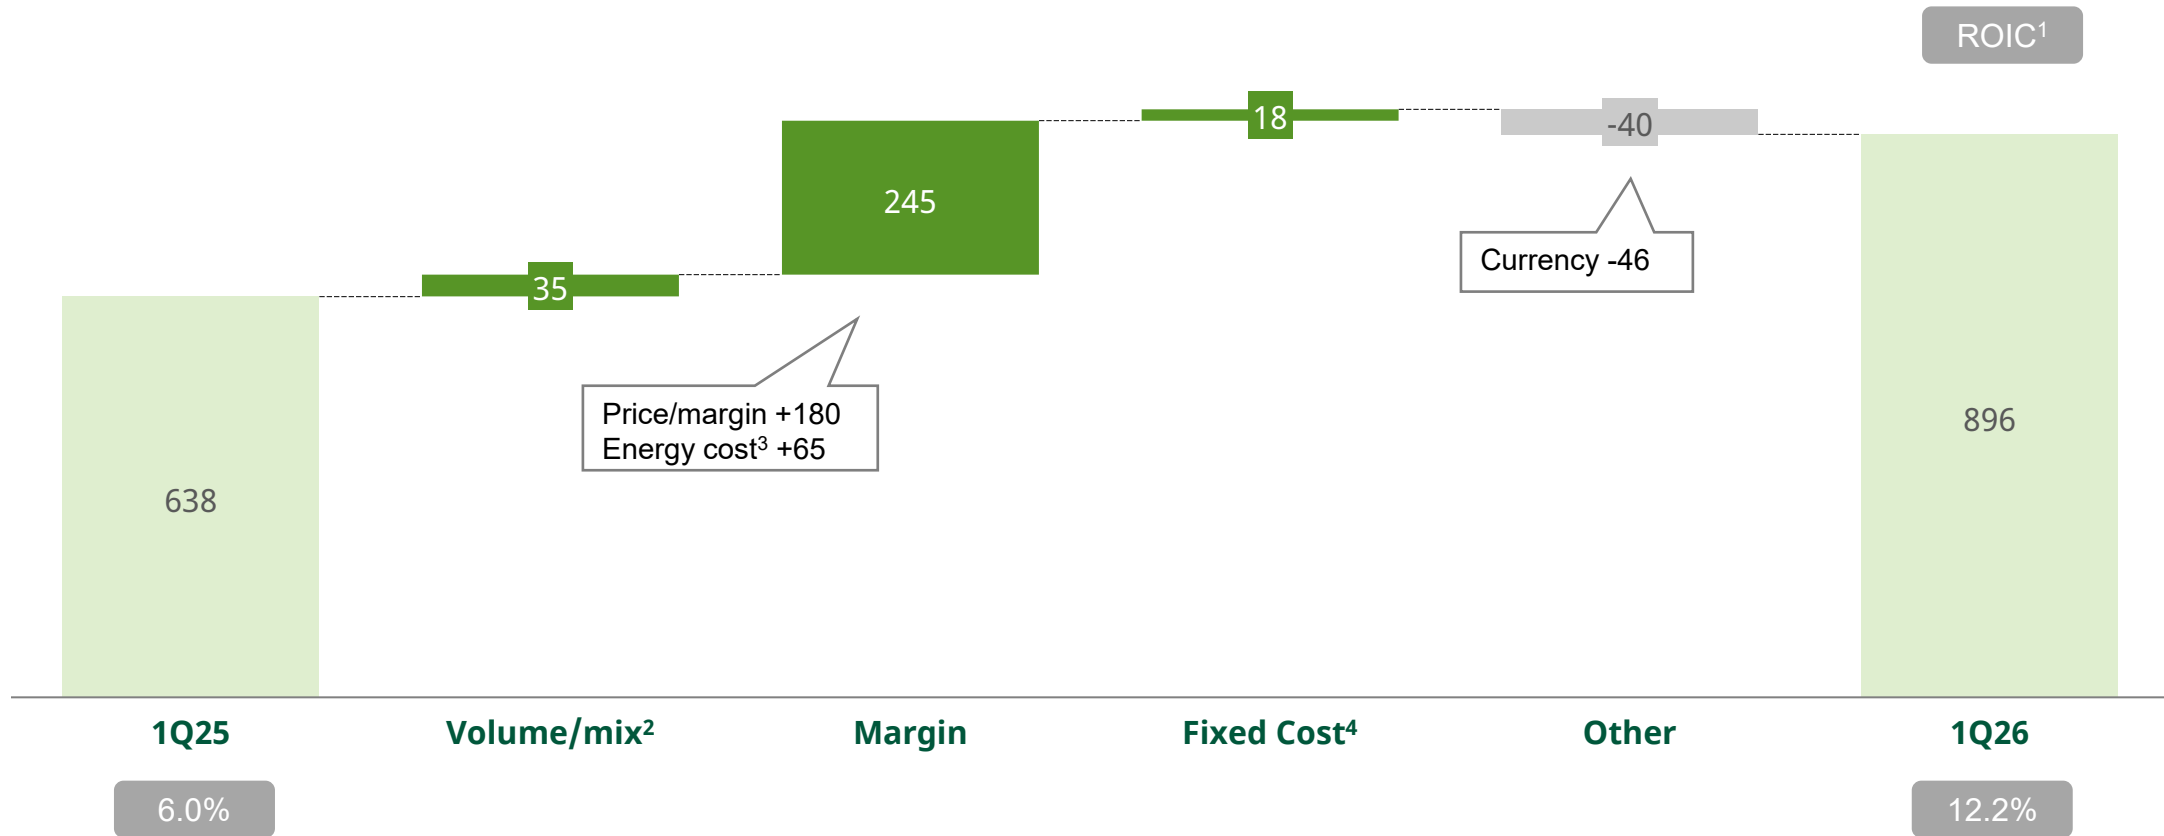 ROIC¹
18
-40
245
35
Currency -46
Price/margin +180
Energy cost³ +65
638
896
1Q25
Volume/mix²
Margin
Fixed Cost⁴
Other
1Q26
6.0%
12.2%